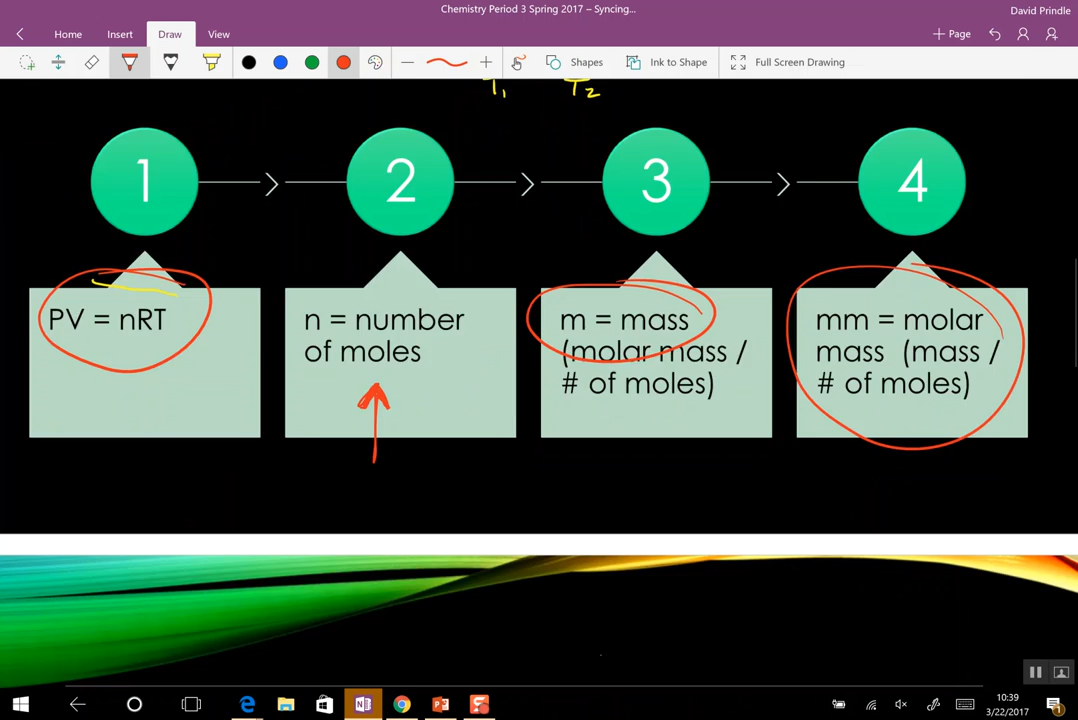 Chemistry Period 3 Spring 2017 – Syncing...
David Prindle
Home Insert Draw View
Page
Shapes Ink to Shape Full Screen Drawing
T₁ T₂
1 2 3 4
PV = nRT
n = number
of moles
m = mass
(molar mass /
# of moles)
mm = molar
mass (mass /
# of moles)
10:39
3/22/2017